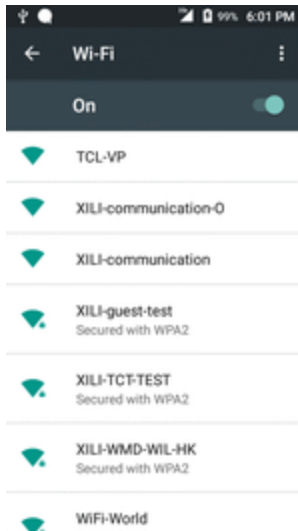 99% 6:01 PM
Wi-Fi
On
TCL-VP
XILI-communication-O
XILI-communication
XILI-guest-test
Secured with WPA2
XILI-TCT-TEST
Secured with WPA2
XILI-WMD-WIL-HK
Secured with WPA2
WiFi-World